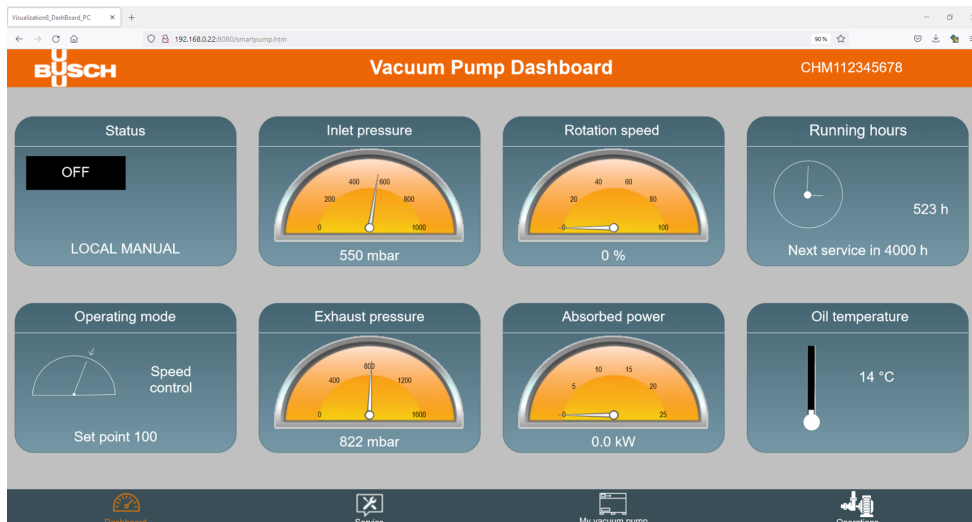 Visualization8_DashBoard_PC
192.168.0.22:8080/smartpump.htm
90%
BUSCH
Vacuum Pump Dashboard
CHM112345678
Status
OFF
LOCAL MANUAL
Inlet pressure
0
200
400
600
800
1000
550 mbar
Rotation speed
0
20
40
60
80
100
0 %
Running hours
523 h
Next service in 4000 h
Operating mode
Speed
control
Set point 100
Exhaust pressure
0
400
800
1200
1600
822 mbar
Absorbed power
0
5
10
15
20
25
0.0 kW
Oil temperature
14 °C
Dashboard
Service
My vacuum pump
Operations